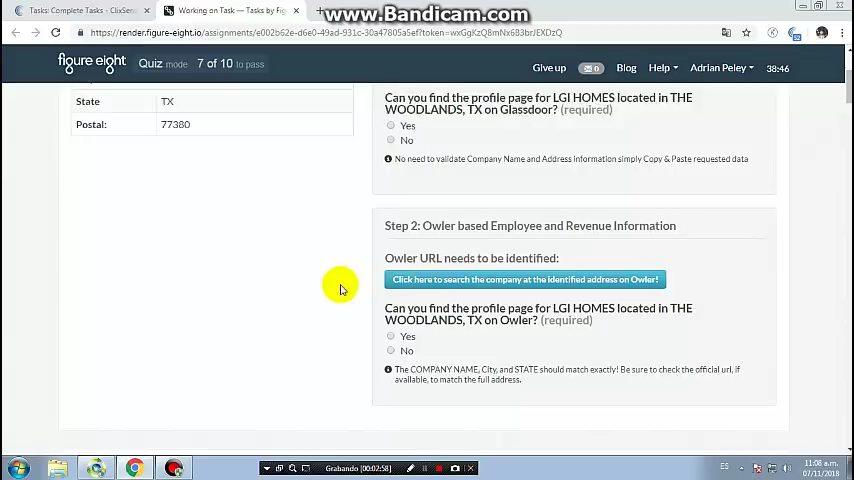 www.Bandicam.com
Tasks: Complete Tasks - ClixSens
Working on Task — Tasks by Fig
https://render.figure-eight.io/assignments/e002b62e-d6e0-49ad-931c-30a47805a5ef?token=wxGgKzQ8mNx6B3brJEXDzQ
figure eight
Quiz mode
7 of 10 to pass
Give up
0
Blog
Help
Adrian Peley
38:46
State TX
Postal: 77380
Can you find the profile page for LGI HOMES located in THE
WOODLANDS, TX on Glassdoor? (required)
Yes
No
No need to validate Company Name and Address information simply Copy & Paste requested data
Step 2: Owler based Employee and Revenue Information
Owler URL needs to be identified:
Click here to search the company at the identified address on Owler!
Can you find the profile page for LGI HOMES located in THE
WOODLANDS, TX on Owler? (required)
Yes
No
The COMPANY NAME, City, and STATE should match exactly! Be sure to check the official url, if
available, to match the full address.
Grabando [00:02:58]
ES
11:08 a.m.
07/11/2018